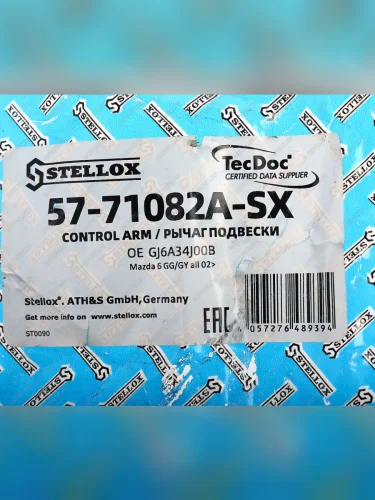 STELLOX
TecDoc
CERTIFIED DATA SUPPLIER
57-71082A-SX
CONTROL ARM / РЫЧАГ ПОДВЕСКИ
OE GJ6A34J00B
Mazda 6 GG/GY all 02>
Stellox®. ATH&S GmbH, Germany
Get more info on www.stellox.com
ST0090
EAC
057276 489394